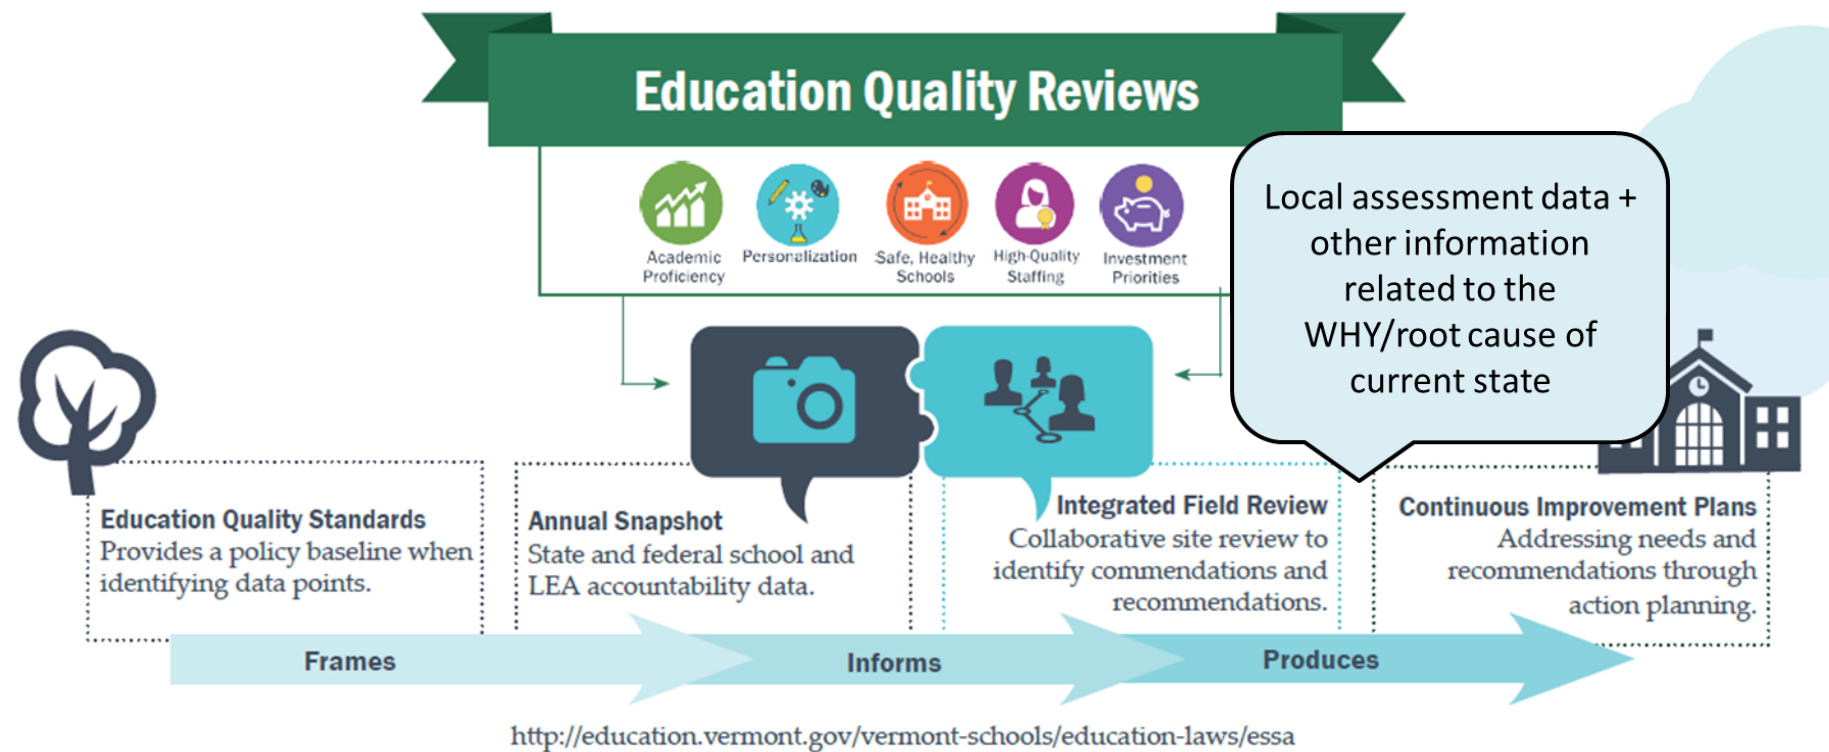 Education Quality Reviews
Academic
Proficiency
Personalization
Safe, Healthy
Schools
High-Quality
Staffing
Investment
Priorities
Local assessment data +
other information
related to the
WHY/root cause of
current state
Education Quality Standards
Provides a policy baseline when
identifying data points.
Annual Snapshot
State and federal school and
LEA accountability data.
Integrated Field Review
Collaborative site review to
identify commendations and
recommendations.
Continuous Improvement Plans
Addressing needs and
recommendations through
action planning.
Frames
Informs
Produces
http://education.vermont.gov/vermont-schools/education-laws/essa